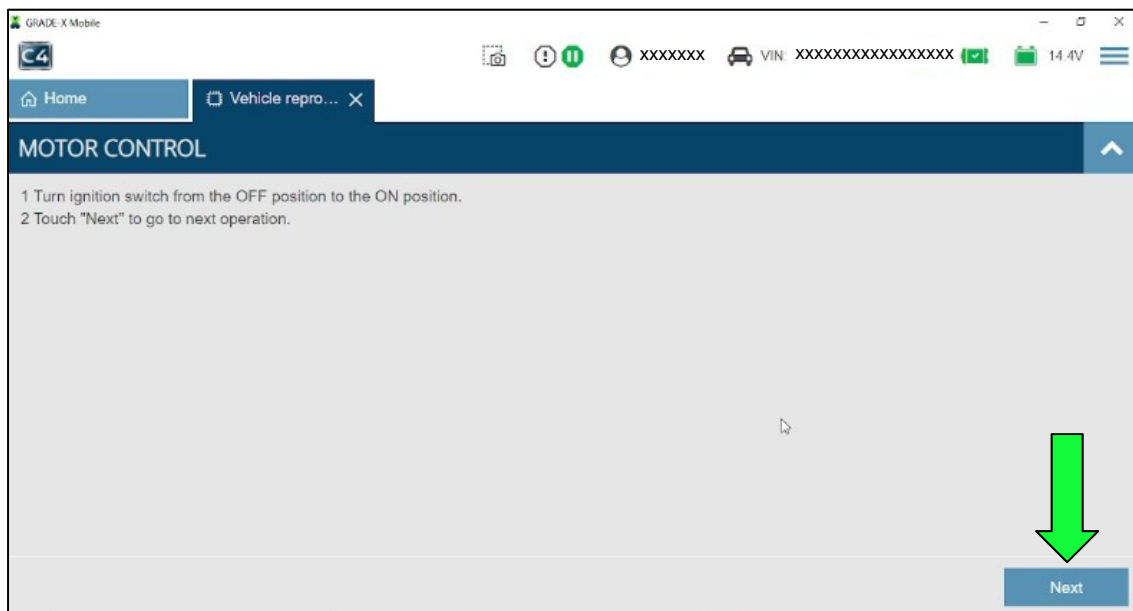 GRADE-X Mobile
C4
XXXXXXX VIN: XXXXXXXXXXXXXXXXX 14.4V
Home Vehicle repro...
MOTOR CONTROL
1 Turn ignition switch from the OFF position to the ON position.
2 Touch "Next" to go to next operation.
Next